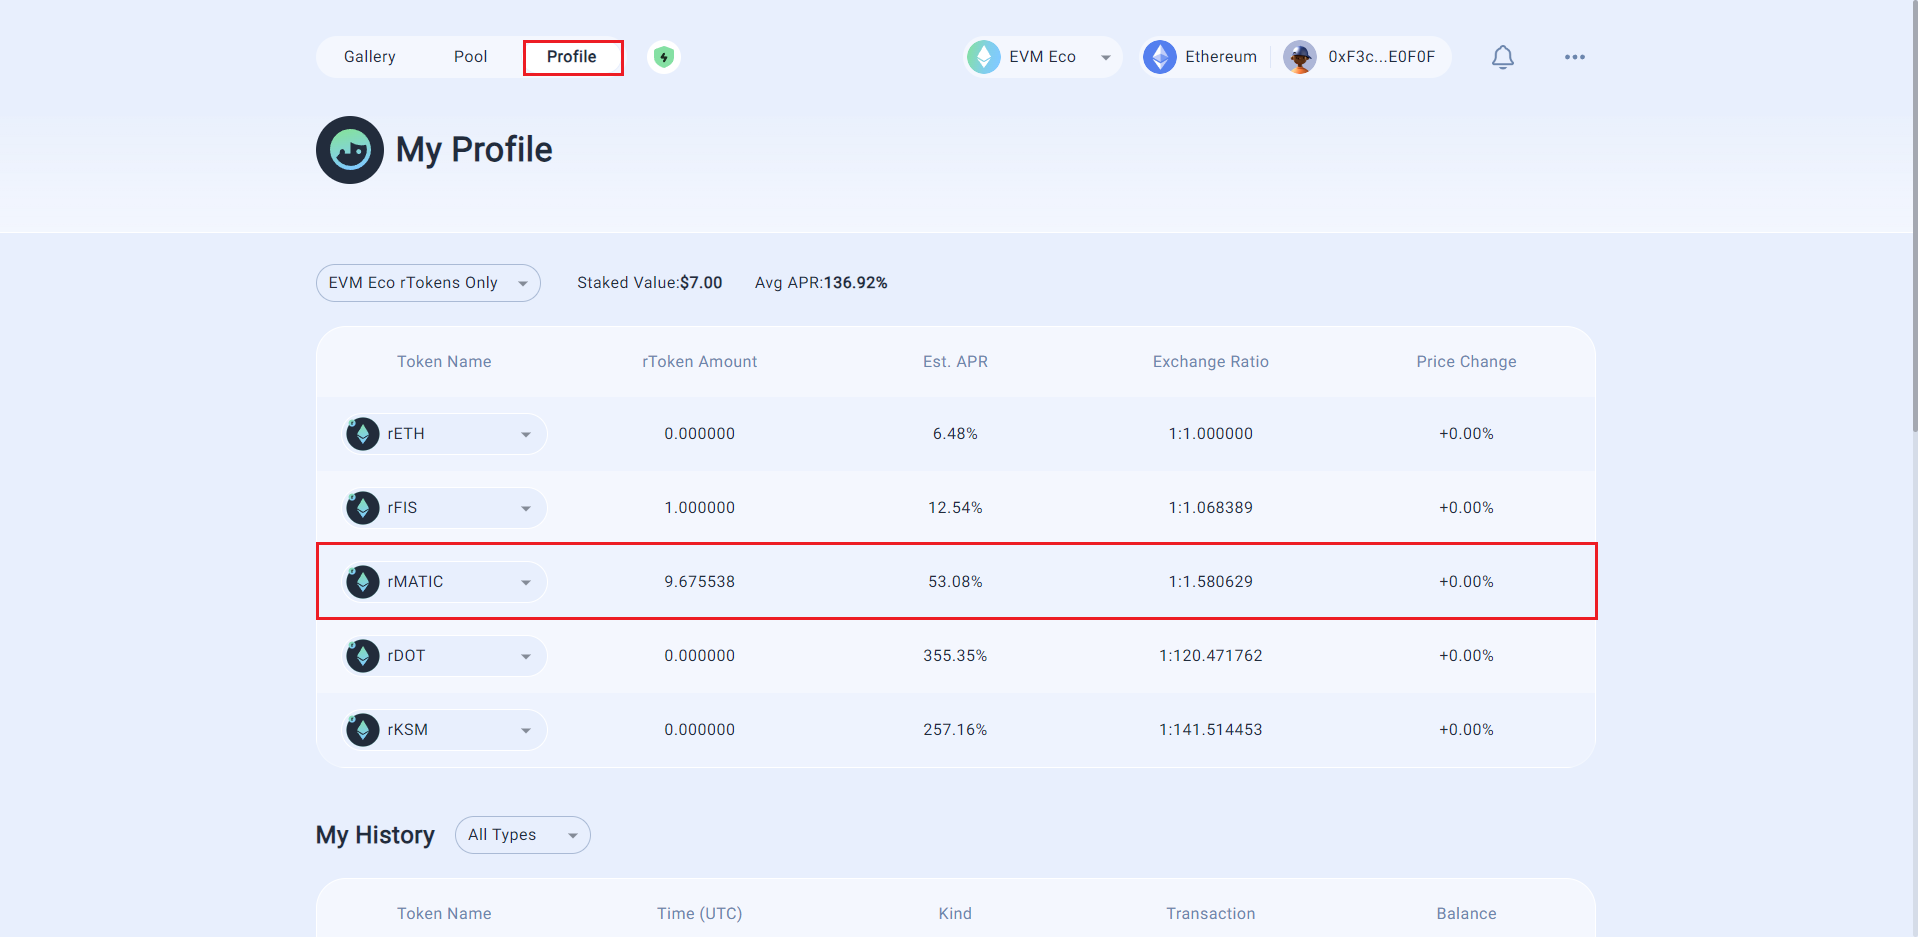 Gallery Pool Profile EVM Eco Ethereum 0xF3c...E0F0F
My Profile
EVM Eco rTokens Only Staked Value:$7.00 Avg APR:136.92%
Token Name rToken Amount Est. APR Exchange Ratio Price Change
rETH 0.000000 6.48% 1:1.000000 +0.00%
rFIS 1.000000 12.54% 1:1.068389 +0.00%
rMATIC 9.675538 53.08% 1:1.580629 +0.00%
rDOT 0.000000 355.35% 1:120.471762 +0.00%
rKSM 0.000000 257.16% 1:141.514453 +0.00%
My History All Types
Token Name Time (UTC) Kind Transaction Balance